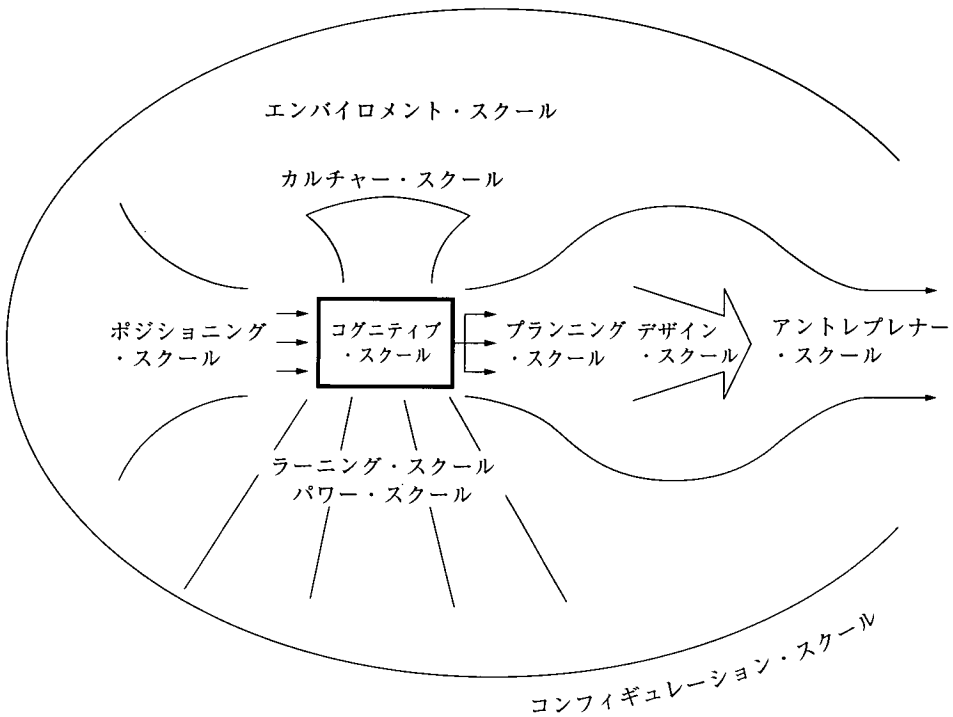 エンバイロメント・スクール
カルチャー・スクール
ポジショニング
・スクール
コグニティブ
・スクール
プランニング
・スクール
デザイン
・スクール
アントレプレナー
・スクール
ラーニング・スクール
パワー・スクール
コンフィギュレーション・スクール